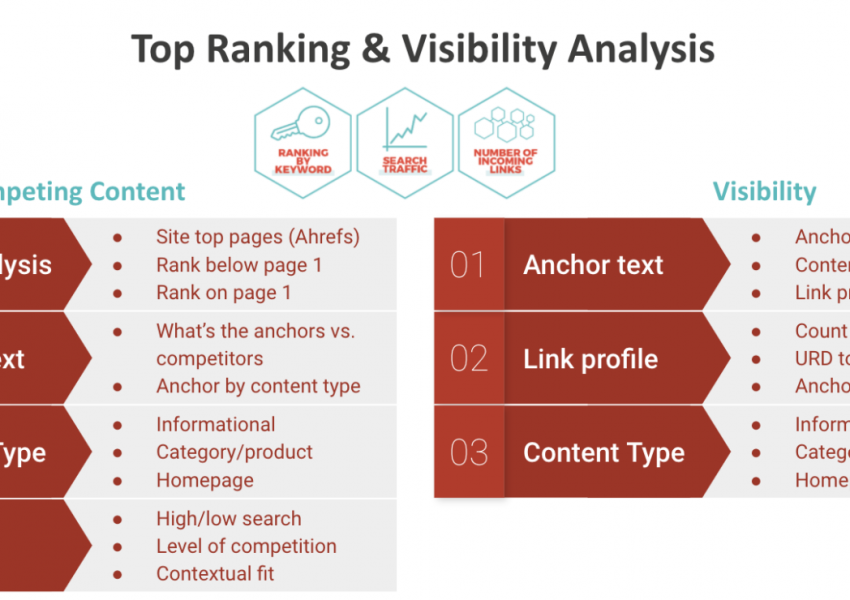 Top Ranking & Visibility Analysis
RANKING
BY
KEYWORD
SEARCH
TRAFFIC
NUMBER OF
INCOMING
LINKS
mpeting Content
lysis
● Site top pages (Ahrefs)
● Rank below page 1
● Rank on page 1
ext
● What's the anchors vs.
competitors
● Anchor by content type
Type
● Informational
● Category/product
● Homepage
● High/low search
● Level of competition
● Contextual fit
Visibility
01 Anchor text
● Ancho
● Conte
● Link p
02 Link profile
● Count
● URD to
● Ancho
03 Content Type
● Inform
● Catego
● Home